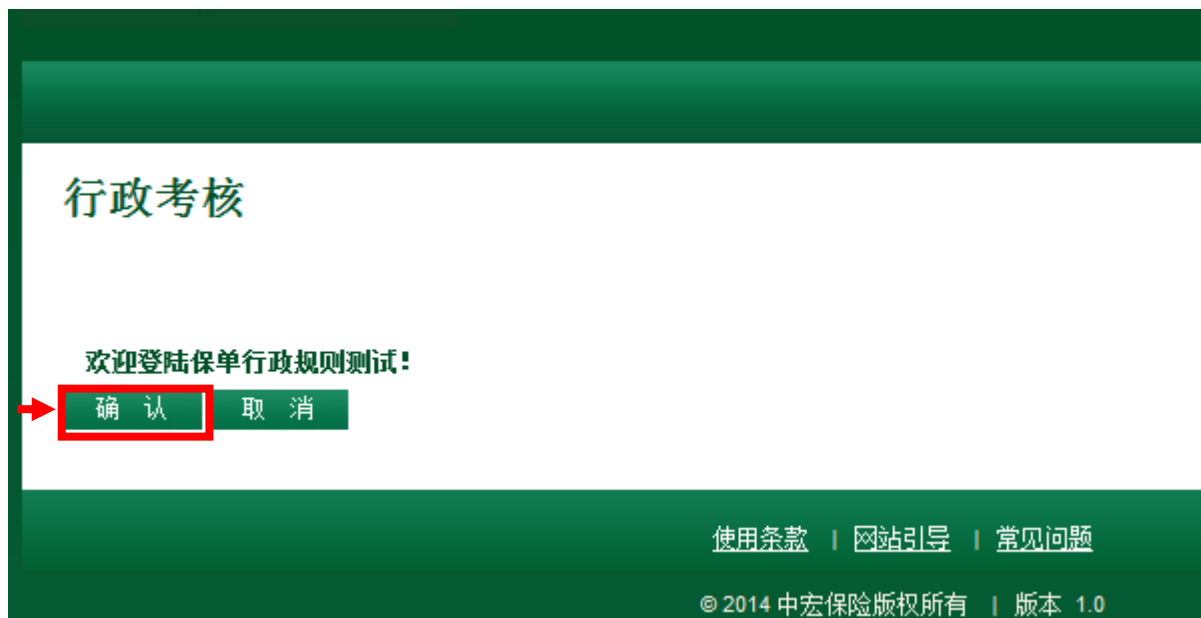 行政考核
欢迎登陆保单行政规则测试！
确 认 取 消
使用条款 | 网站引导 | 常见问题
© 2014 中宏保险版权所有 | 版本 1.0